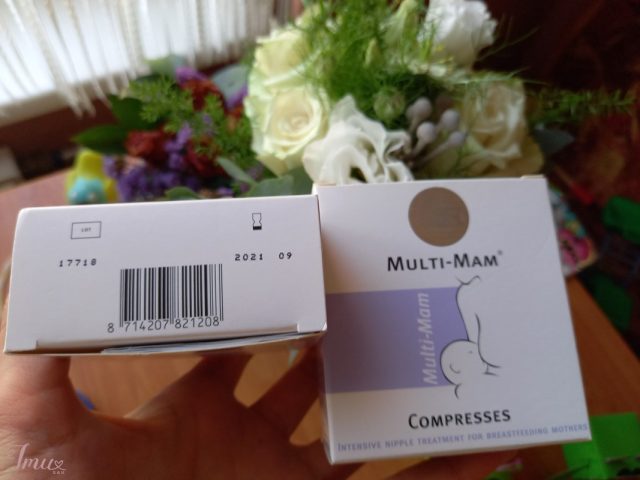 LOT
17718
2021 09
8 714207 821208
MULTI-MAM®
Multi-Mam
COMPRESSES
INTENSIVE NIPPLE TREATMENT FOR BREASTFEEDING MOTHERS